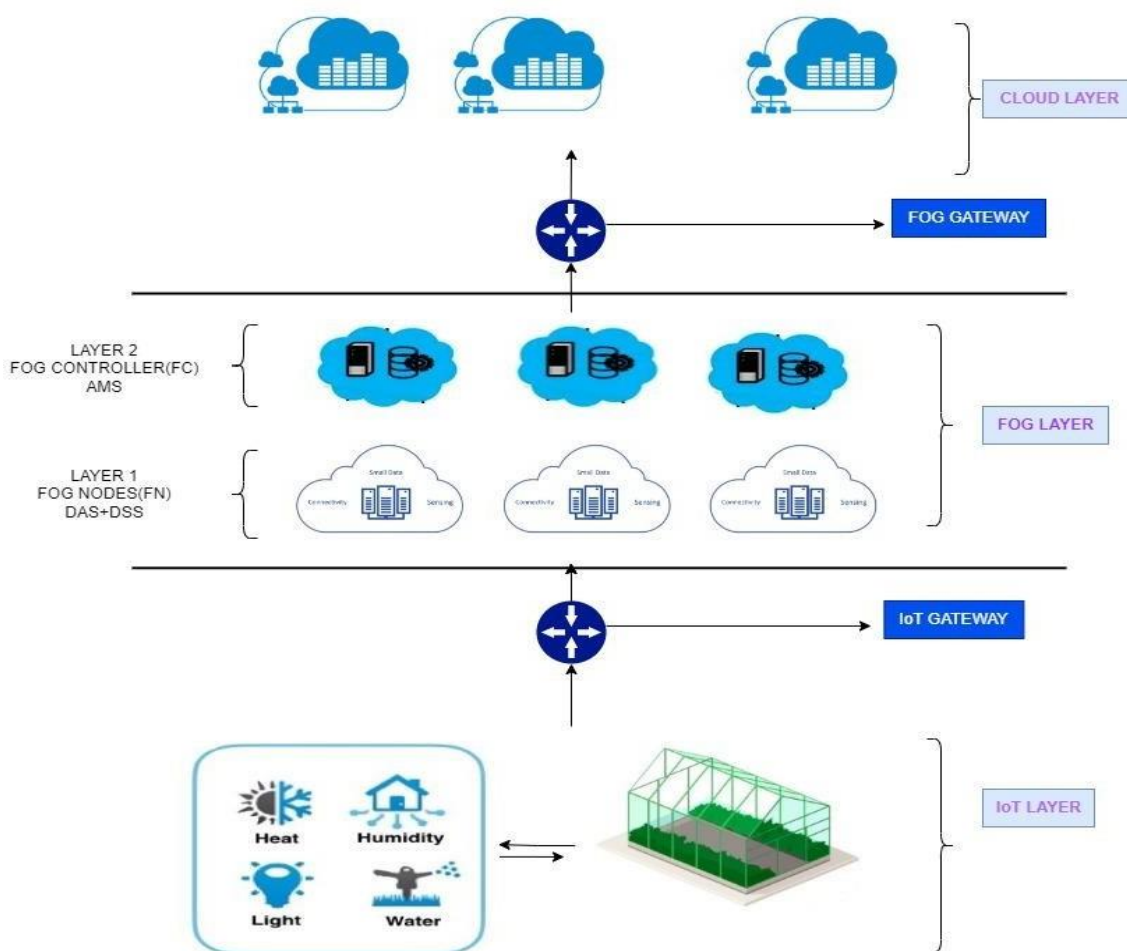 CLOUD LAYER
FOG GATEWAY
LAYER 2
FOG CONTROLLER(FC)
AMS
FOG LAYER
LAYER 1
FOG NODES(FN)
DAS+DSS
Small Data
Connectivity
Sensing
Small Data
Connectivity
Sensing
Small Data
Connectivity
Sensing
IoT GATEWAY
Heat
Humidity
Light
Water
IoT LAYER